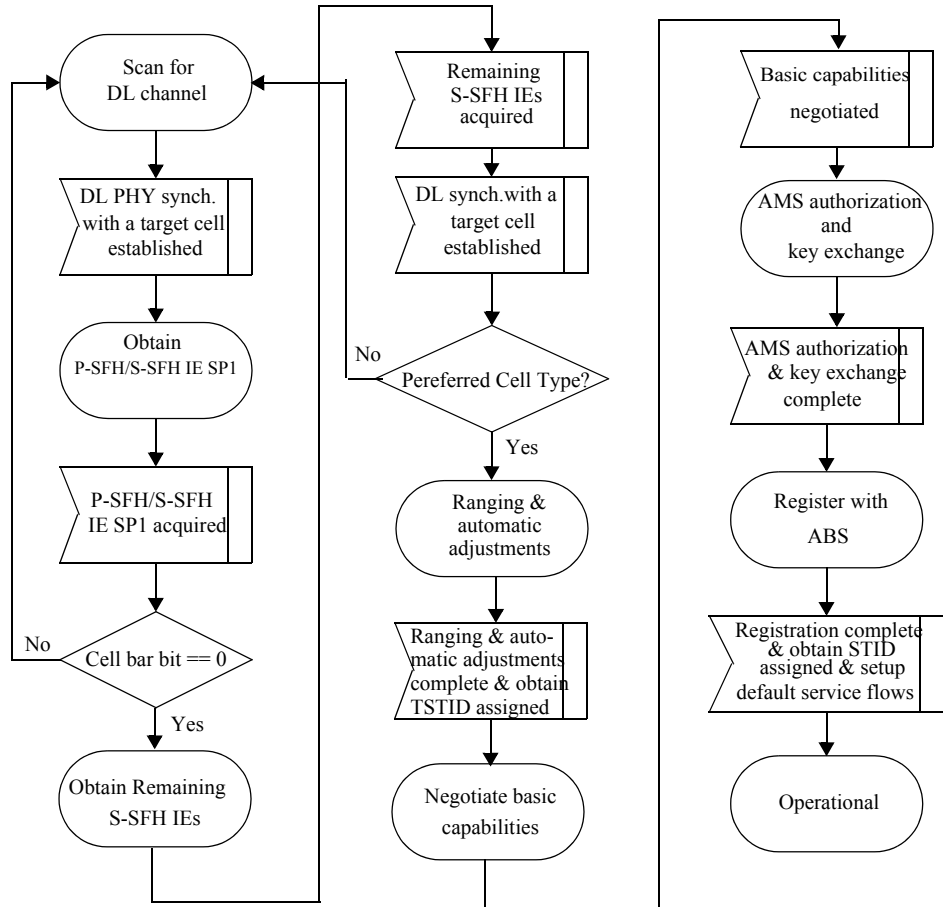 Scan for
DL channel
DL PHY synch.
with a target cell
established
Obtain
P-SFH/S-SFH IE SP1
P-SFH/S-SFH
IE SP1 acquired
No
Cell bar bit == 0
Yes
Obtain Remaining
S-SFH IEs
Remaining
S-SFH IEs
acquired
DL synch.with a
target cell
established
No
Pereferred Cell Type?
Yes
Ranging &
automatic
adjustments
Ranging & auto-
matic adjustments
complete & obtain
TSTID assigned
Negotiate basic
capabilities
Basic capabilities
negotiated
AMS authorization
and
key exchange
AMS authorization
& key exchange
complete
Register with
ABS
Registration complete
& obtain STID
assigned & setup
default service flows
Operational